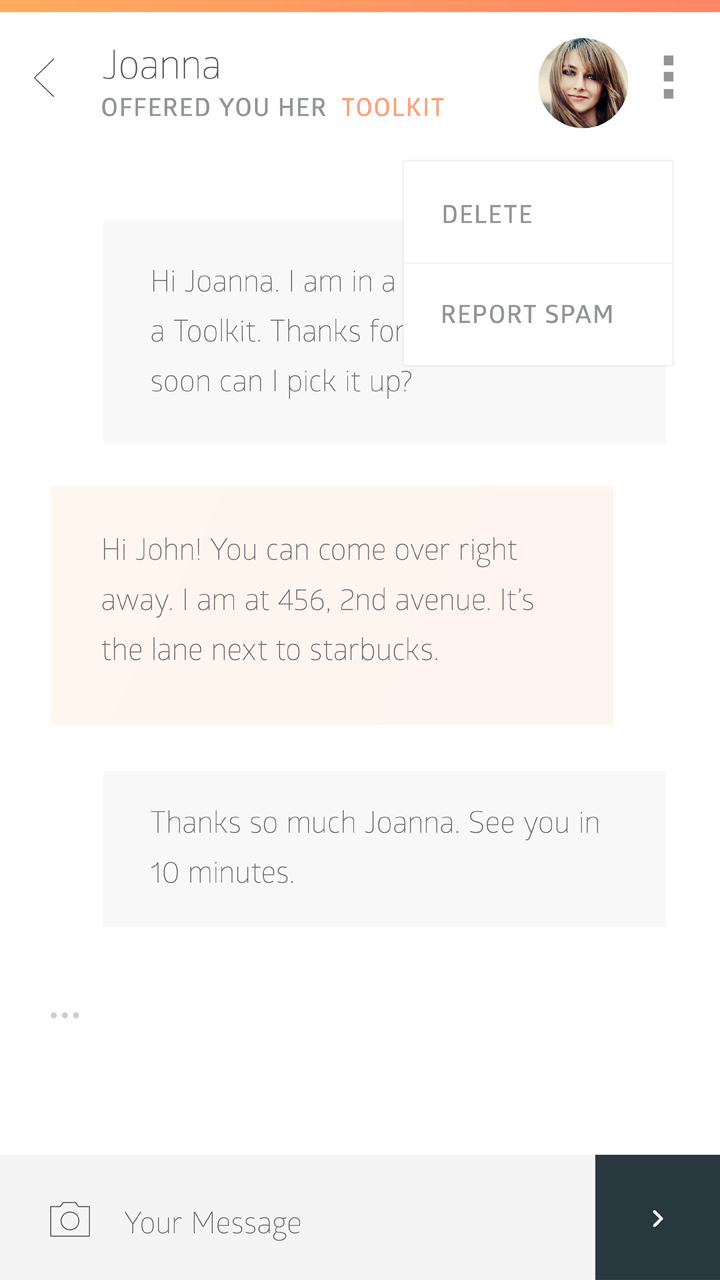 Joanna
OFFERED YOU HER TOOLKIT
DELETE
REPORT SPAM
Hi Joanna. I am in a
a Toolkit. Thanks for
soon can I pick it up?
Hi John! You can come over right
away. I am at 456, 2nd avenue. It’s
the lane next to starbucks.
Thanks so much Joanna. See you in
10 minutes.
Your Message